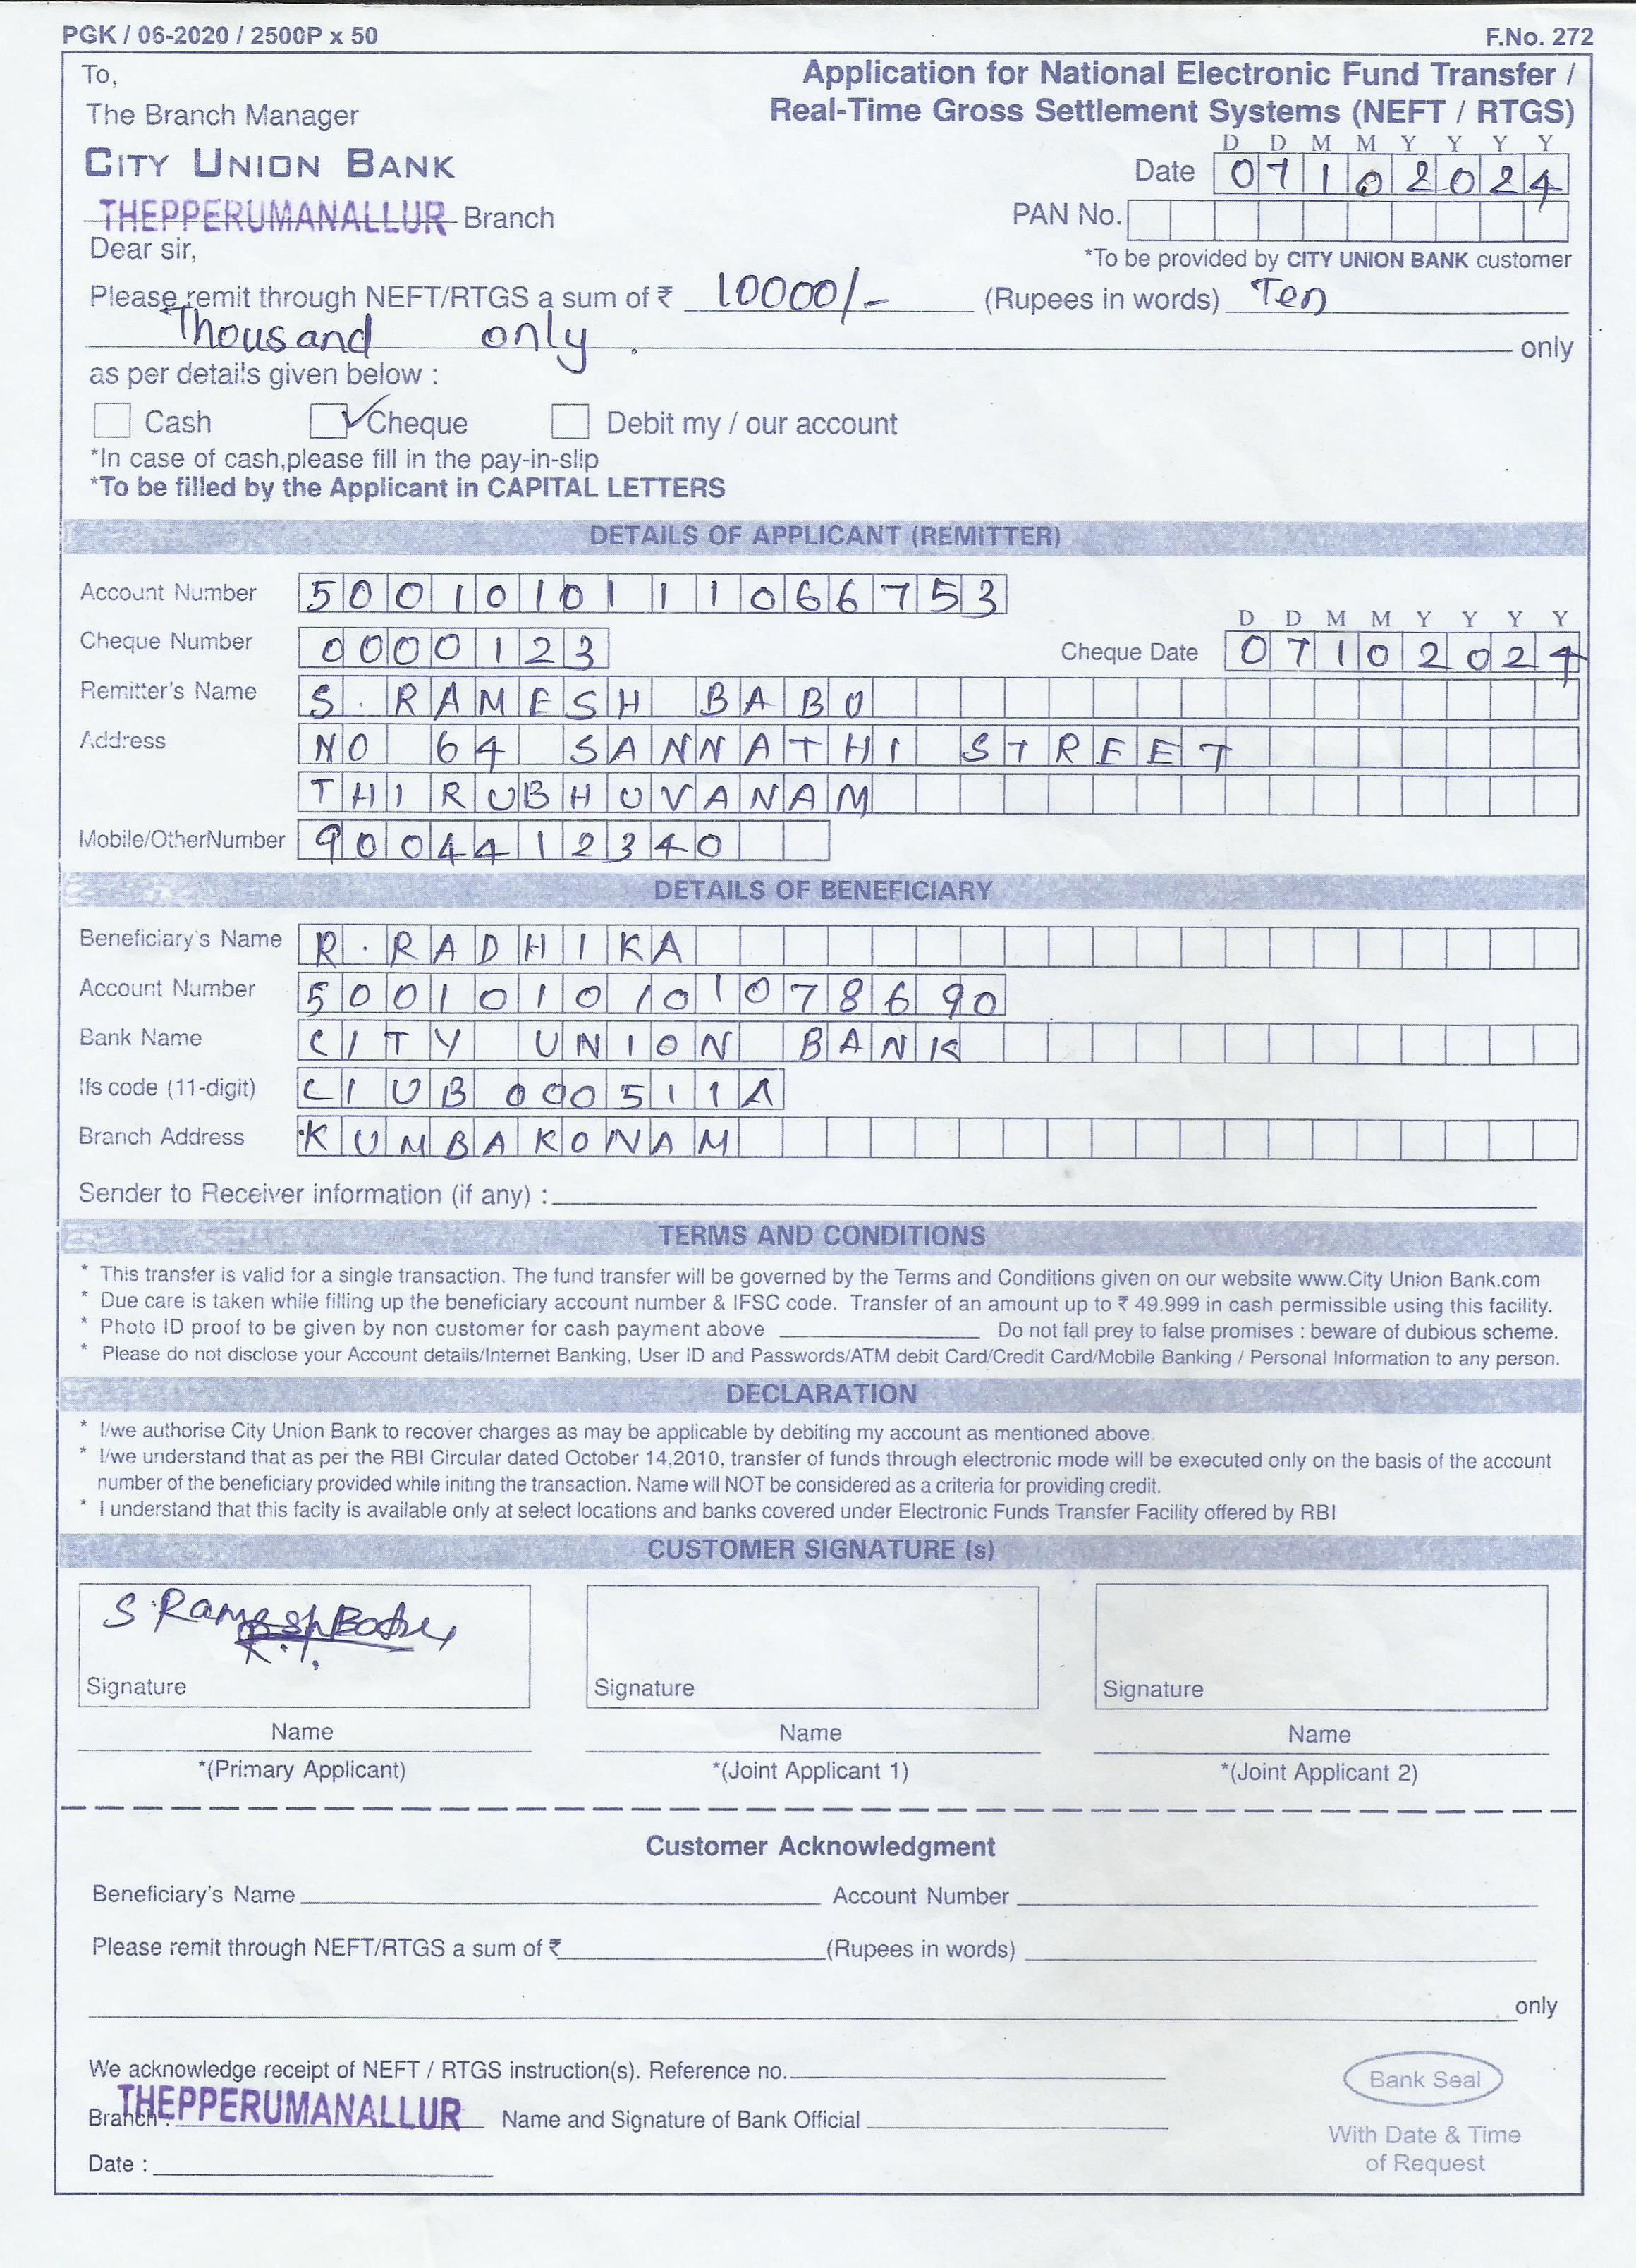 PGK / 06-2020 / 2500P x 50 F.No. 272
To, Application for National Electronic Fund Transfer /
The Branch Manager Real-Time Gross Settlement Systems (NEFT / RTGS)
D D M M Y Y Y Y
CITY UNION BANK Date 07102024
THEPPERUMANALLUR Branch PAN No.
Dear sir, *To be provided by CITY UNION BANK customer
Please remit through NEFT/RTGS a sum of ₹ 10000/- (Rupees in words) Ten
Thousand only. only
as per details given below :
Cash Cheque Debit my / our account
*In case of cash,please fill in the pay-in-slip
*To be filled by the Applicant in CAPITAL LETTERS
DETAILS OF APPLICANT (REMITTER)
Account Number 5001010111066753
D D M M Y Y Y Y
Cheque Number 0000123 Cheque Date 07102024
Remitter's Name S. RAMESH BABU
Address NO 64 SANNATHI STREET
THIRUBHUVANAM
Mobile/OtherNumber 9004412340
DETAILS OF BENEFICIARY
Beneficiary's Name R. RADHIKA
Account Number 5001010101078690
Bank Name CITY UNION BANK
Ifs code (11-digit) CIUB000511A
Branch Address KUMBAKONAM
Sender to Receiver information (if any) :
TERMS AND CONDITIONS
* This transfer is valid for a single transaction. The fund transfer will be governed by the Terms and Conditions given on our website www.City Union Bank.com
* Due care is taken while filling up the beneficiary account number & IFSC code. Transfer of an amount up to ₹ 49.999 in cash permissible using this facility.
* Photo ID proof to be given by non customer for cash payment above Do not fall prey to false promises : beware of dubious scheme.
* Please do not disclose your Account details/Internet Banking, User ID and Passwords/ATM debit Card/Credit Card/Mobile Banking / Personal Information to any person.
DECLARATION
* I/we authorise City Union Bank to recover charges as may be applicable by debiting my account as mentioned above.
* I/we understand that as per the RBI Circular dated October 14,2010, transfer of funds through electronic mode will be executed only on the basis of the account
number of the beneficiary provided while initing the transaction. Name will NOT be considered as a criteria for providing credit.
* I understand that this facity is available only at select locations and banks covered under Electronic Funds Transfer Facility offered by RBI
CUSTOMER SIGNATURE (s)
S. Ramesh Babu
Signature Signature Signature
Name Name Name
*(Primary Applicant) *(Joint Applicant 1) *(Joint Applicant 2)
Customer Acknowledgment
Beneficiary's Name Account Number
Please remit through NEFT/RTGS a sum of ₹ (Rupees in words)
only
We acknowledge receipt of NEFT / RTGS instruction(s). Reference no. Bank Seal
Branch : THEPPERUMANALLUR Name and Signature of Bank Official
With Date & Time
Date : of Request